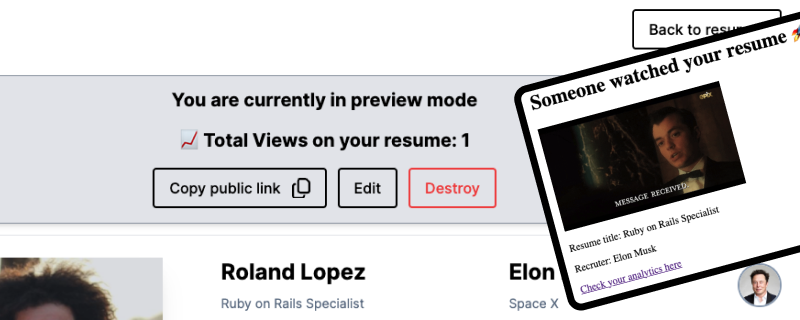 Back to
You are currently in preview mode
Total Views on your resume: 1
Copy public link
Edit
Destroy
Roland Lopez
Ruby on Rails Specialist
Elon
Space X
Someone watched your resume
MESSAGE RECEIVED.
Resume title: Ruby on Rails Specialist
Recruter: Elon Musk
Check your analytics here